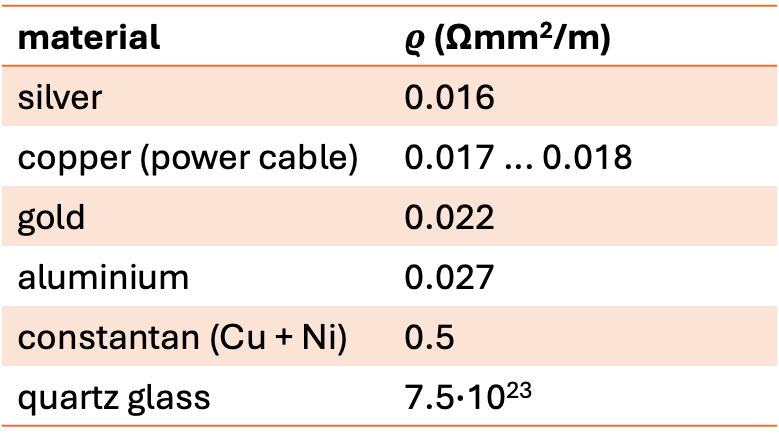 material ϱ (Ωmm²/m)
silver 0.016
copper (power cable) 0.017 ... 0.018
gold 0.022
aluminium 0.027
constantan (Cu + Ni) 0.5
quartz glass 7.5·10²³